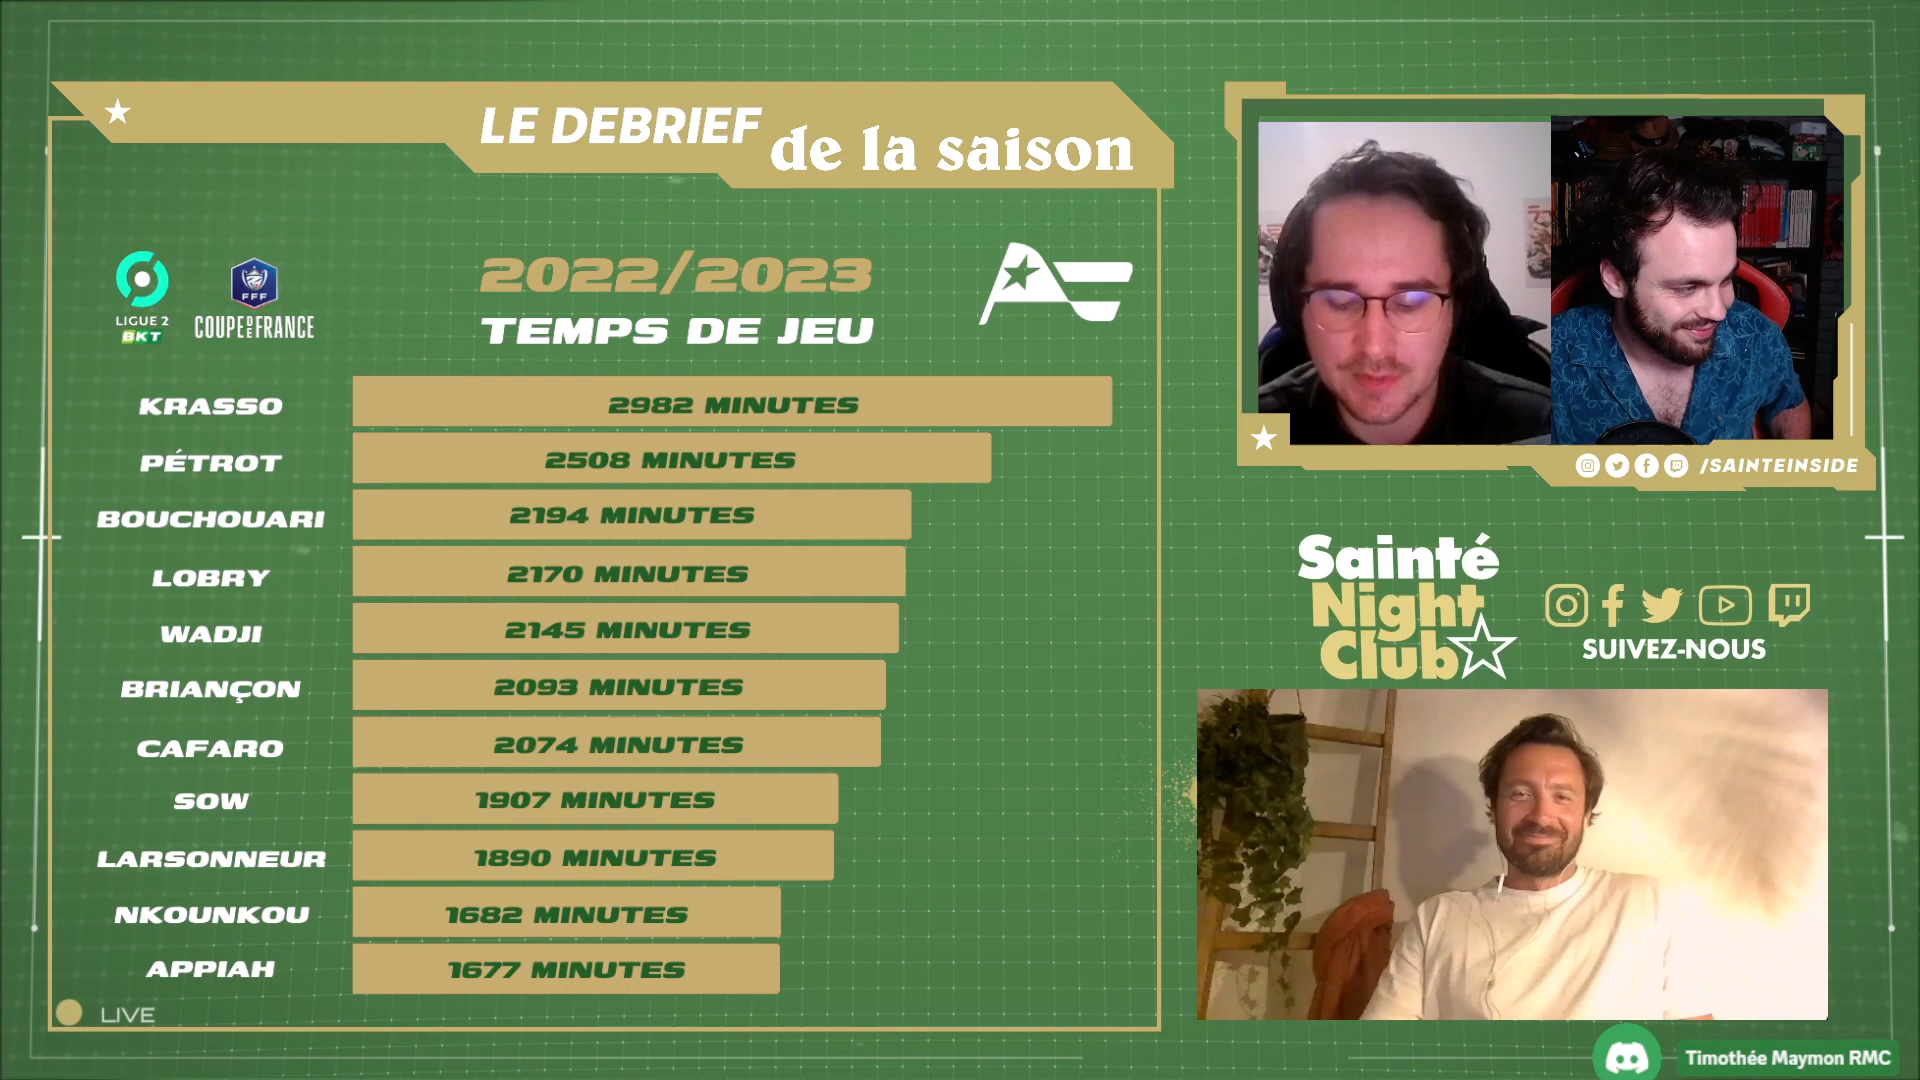 LE DEBRIEF de la saison
2022/2023
TEMPS DE JEU
LIGUE 2
BKT
FFF
COUPE DE FRANCE
KRASSO 2982 MINUTES
PÉTROT 2508 MINUTES
BOUCHOUARI 2194 MINUTES
LOBRY 2170 MINUTES
WADJI 2145 MINUTES
BRIANÇON 2093 MINUTES
CAFARO 2074 MINUTES
SOW 1907 MINUTES
LARSONNEUR 1890 MINUTES
NKOUNKOU 1682 MINUTES
APPIAH 1677 MINUTES
LIVE
/SAINTEINSIDE
Sainté
Night
Club
SUIVEZ-NOUS
Timothée Maymon RMC